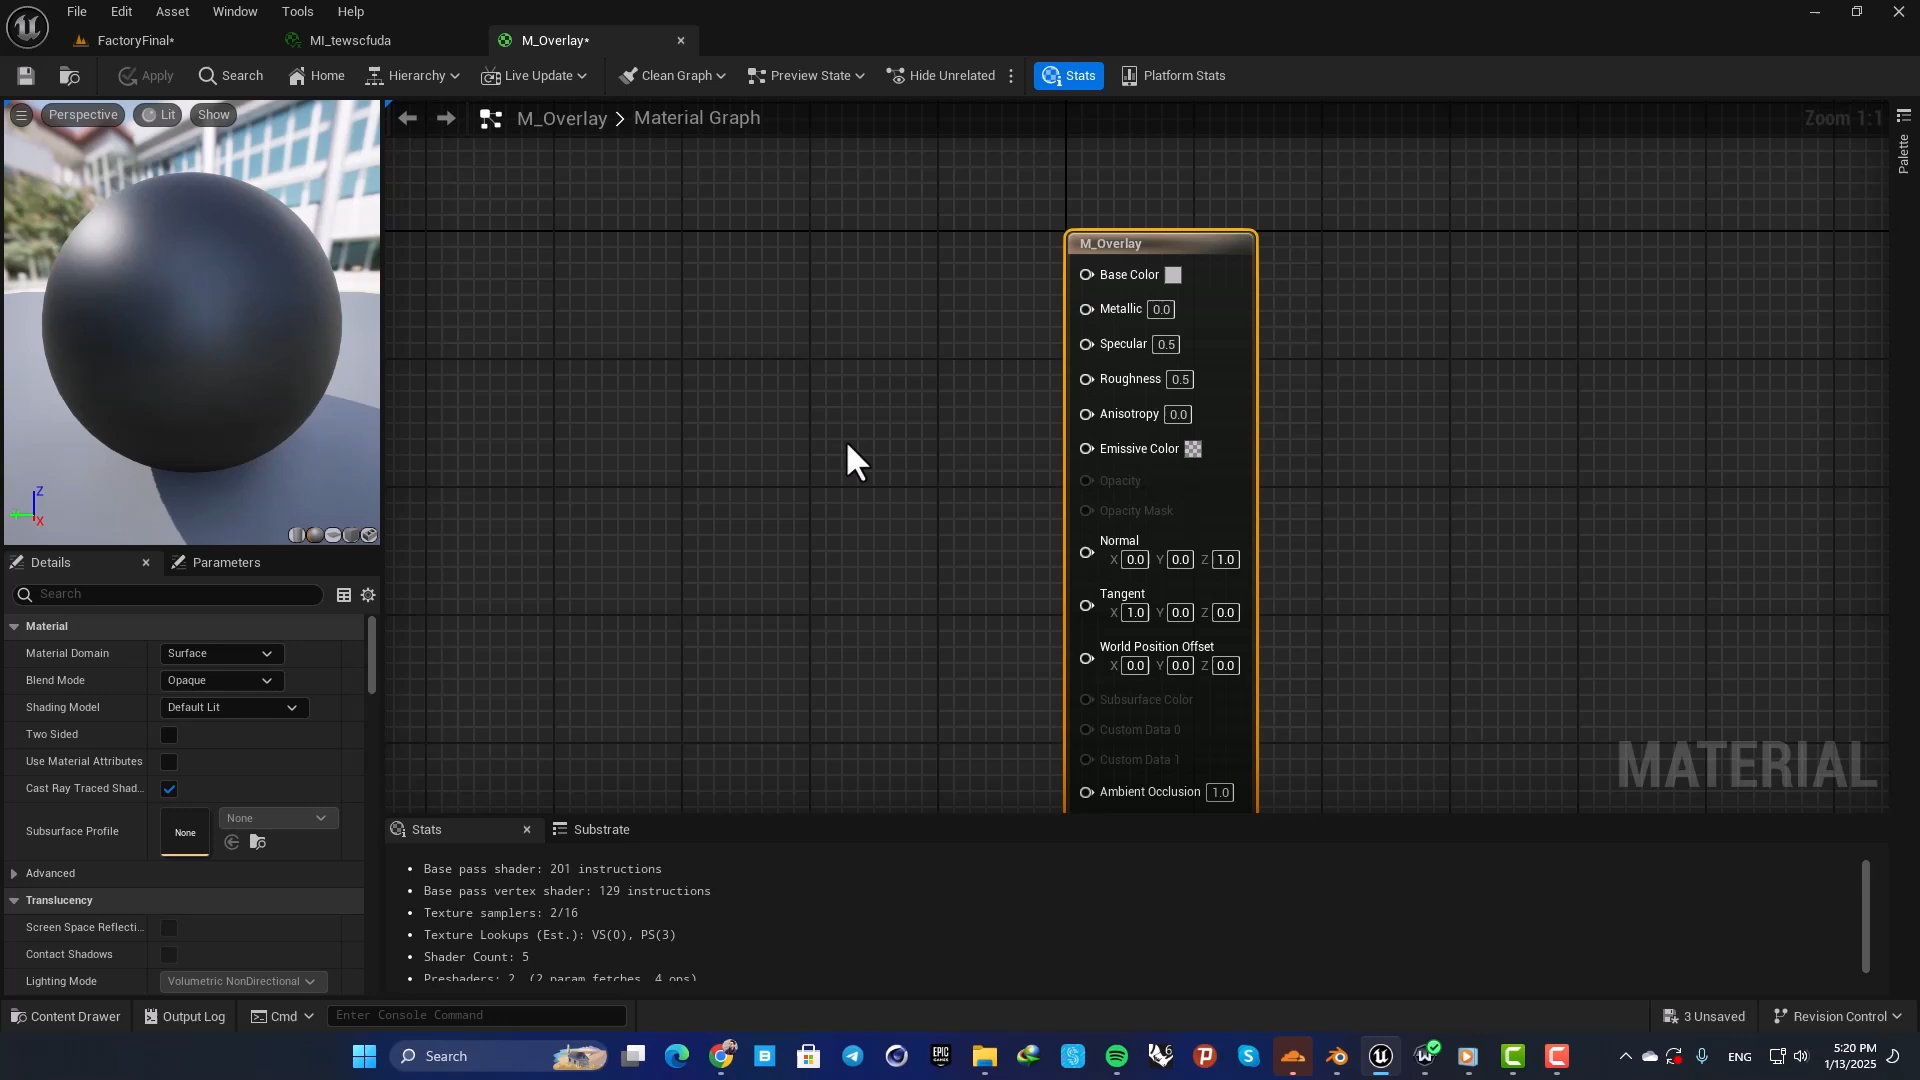 File Edit Asset Window Tools Help
FactoryFinal* MI_tewscfuda M_Overlay*
Apply Search Home Hierarchy Live Update Clean Graph Preview State Hide Unrelated Stats Platform Stats
Perspective Lit Show
M_Overlay > Material Graph
Zoom 1:1
Palette
M_Overlay
Base Color
Metallic 0.0
Specular 0.5
Roughness 0.5
Anisotropy 0.0
Emissive Color
Opacity
Opacity Mask
Normal
X 0.0 Y 0.0 Z 1.0
Tangent
X 1.0 Y 0.0 Z 0.0
World Position Offset
X 0.0 Y 0.0 Z 0.0
Subsurface Color
Custom Data 0
Custom Data 1
Ambient Occlusion 1.0
MATERIAL
Z
X
Details Parameters
Search
Material
Material Domain Surface
Blend Mode Opaque
Shading Model Default Lit
Two Sided
Use Material Attributes
Cast Ray Traced Shad...
Subsurface Profile None None
Advanced
Translucency
Screen Space Reflecti...
Contact Shadows
Lighting Mode Volumetric NonDirectional
Stats Substrate
• Base pass shader: 201 instructions
• Base pass vertex shader: 129 instructions
• Texture samplers: 2/16
• Texture Lookups (Est.): VS(0), PS(3)
• Shader Count: 5
• Preshaders: 2 (2 param fetches, 4 ops)
Content Drawer Output Log Cmd Enter Console Command 3 Unsaved Revision Control
Search
ENG
5:20 PM
1/13/2025